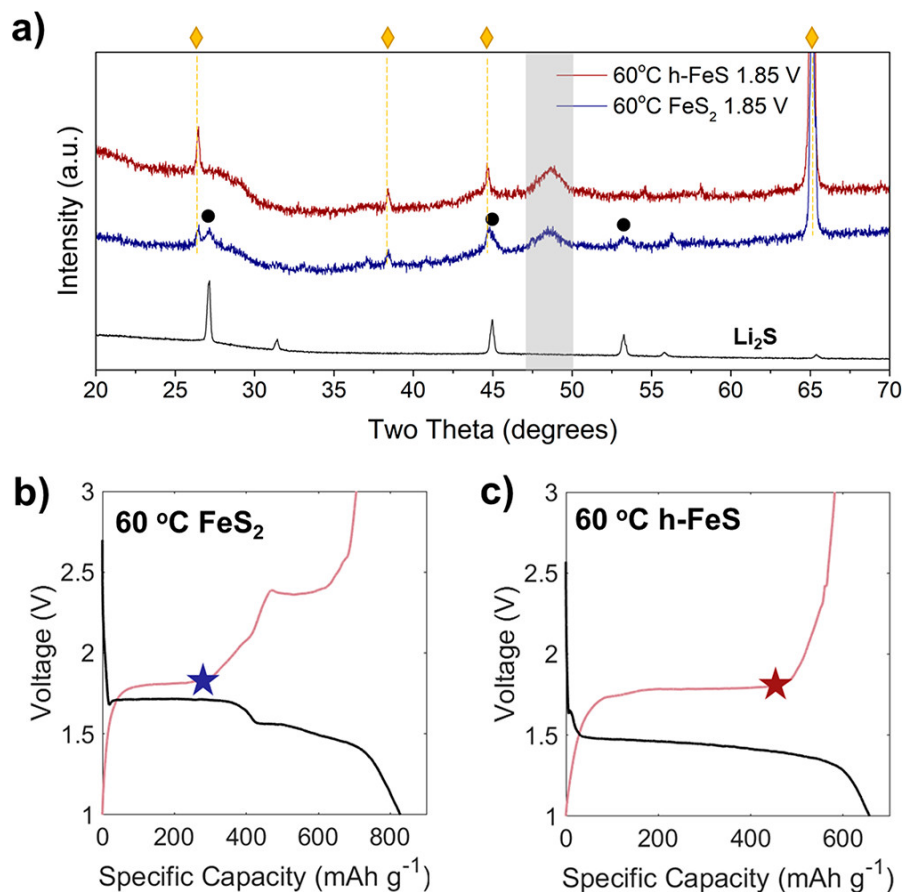 a)
60°C h-FeS 1.85 V
60°C FeS₂ 1.85 V
Intensity (a.u.)
Li₂S
20 25 30 35 40 45 50 55 60 65 70
Two Theta (degrees)
b)
60 °C FeS₂
3
2.5
2
1.5
1
Voltage (V)
0 200 400 600 800
Specific Capacity (mAh g⁻¹)
c)
60 °C h-FeS
3
2.5
2
1.5
1
Voltage (V)
0 200 400 600
Specific Capacity (mAh g⁻¹)